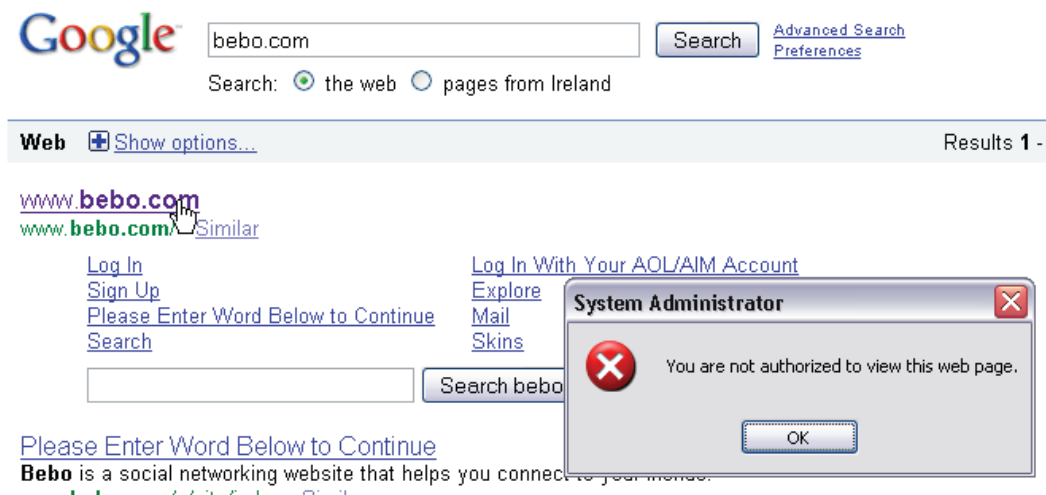 Google
bebo.com
Search
Advanced Search
Preferences
Search: the web pages from Ireland
Web Show options...
Results 1 -
www.bebo.com
www.bebo.com/ Similar
Log In
Sign Up
Please Enter Word Below to Continue
Search
Log In With Your AOL/AIM Account
Explore
Mail
Skins
Search bebo
System Administrator
You are not authorized to view this web page.
OK
Please Enter Word Below to Continue
Bebo is a social networking website that helps you connect to your friends.